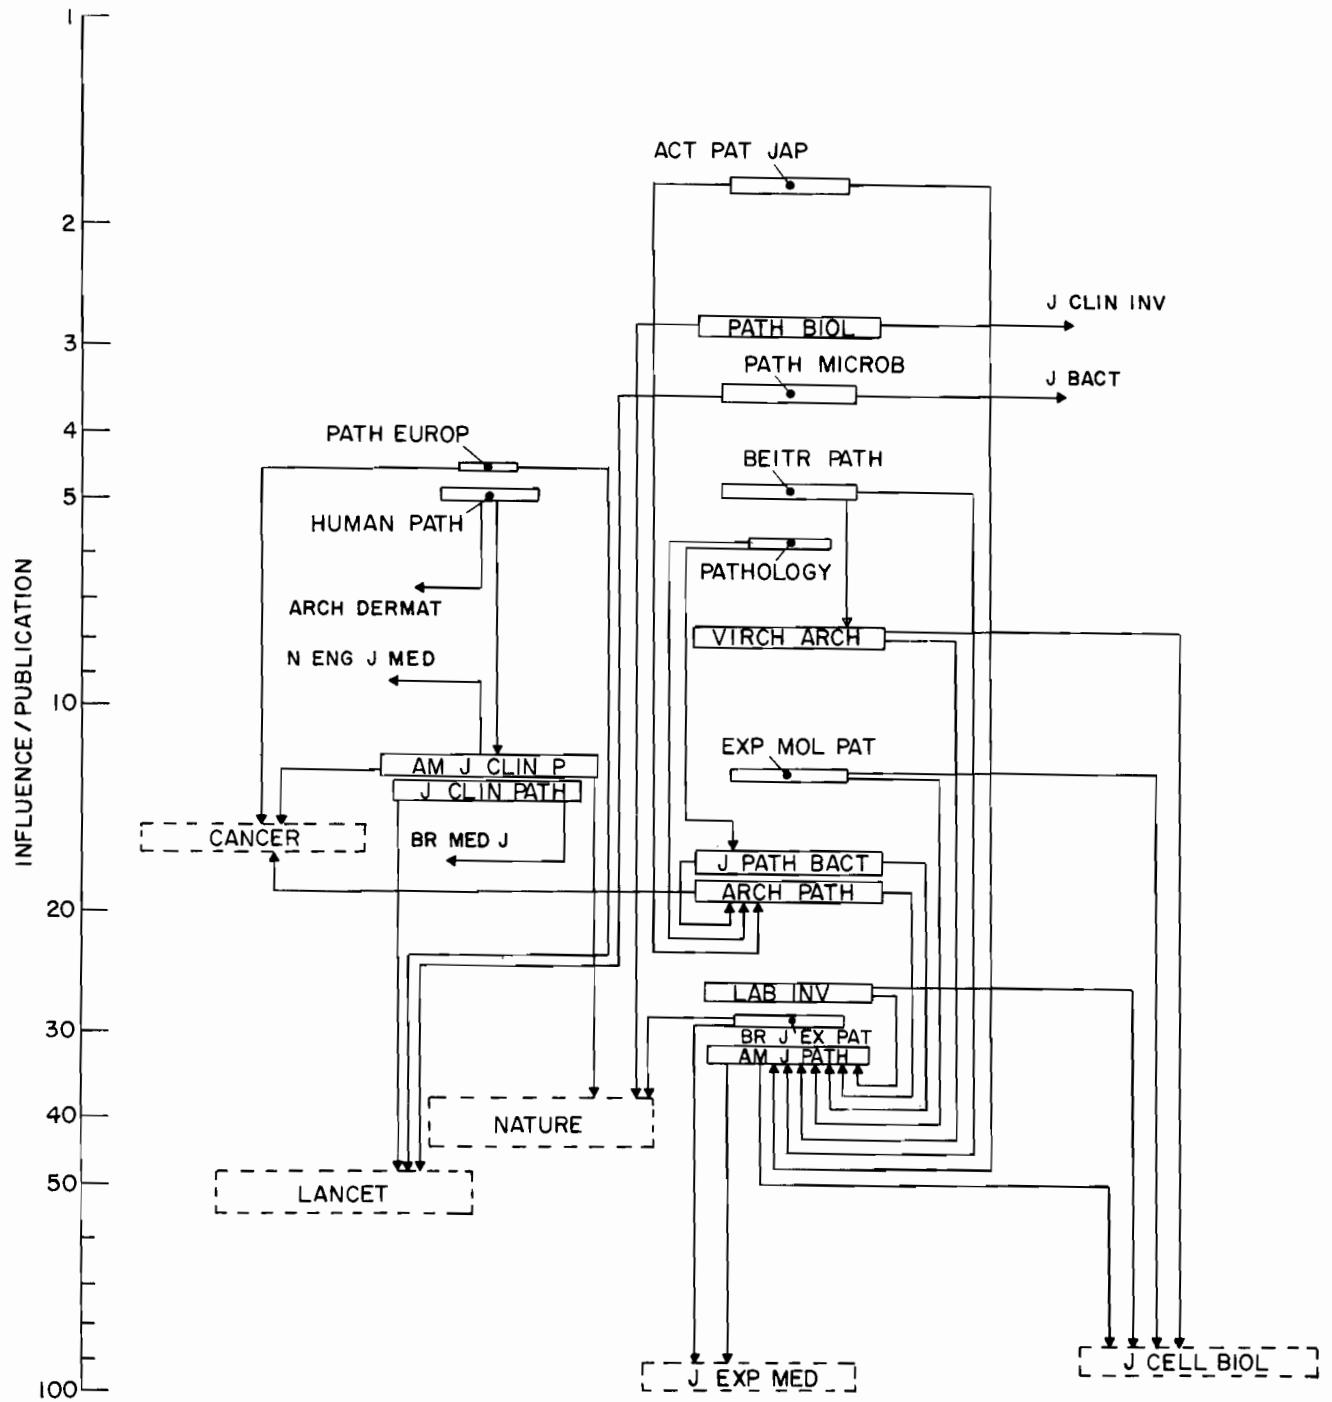 1
ACT PAT JAP
2
J CLIN INV
PATH BIOL
3
PATH MICROB
J BACT
4
PATH EUROP
BEITR PATH
5
HUMAN PATH
PATHOLOGY
ARCH DERMAT
VIRCH ARCH
N ENG J MED
10
INFLUENCE/PUBLICATION
EXP MOL PAT
AM J CLIN P
J CLIN PATH
CANCER
BR MED J
J PATH BACT
ARCH PATH
20
LAB INV
30
BR J EX PAT
AM J PATH
40
NATURE
50
LANCET
J CELL BIOL
J EXP MED
100